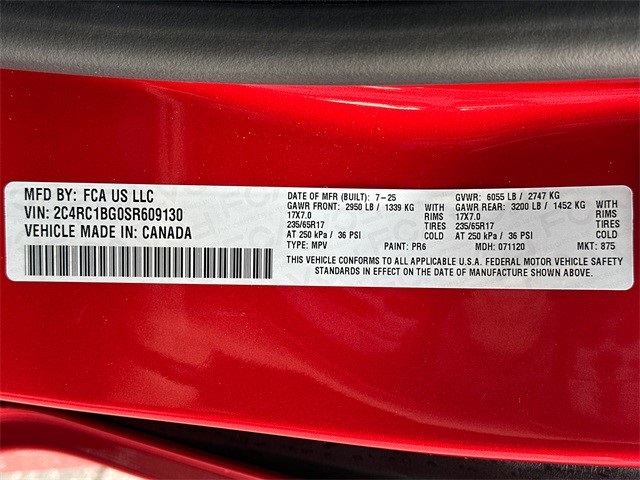 MFD BY: FCA US LLC
VIN: 2C4RC1BG0SR609130
VEHICLE MADE IN: CANADA
DATE OF MFR (BUILT): 7-25 GVWR: 6055 LB / 2747 KG
GAWR FRONT: 2950 LB / 1339 KG WITH GAWR REAR: 3200 LB / 1452 KG WITH
17X7.0 RIMS 17X7.0 RIMS
235/65R17 TIRES 235/65R17 TIRES
AT 250 kPa / 36 PSI COLD AT 250 kPa / 36 PSI COLD
TYPE: MPV PAINT: PR6 MDH: 071120 MKT: 875
THIS VEHICLE CONFORMS TO ALL APPLICABLE U.S.A. FEDERAL MOTOR VEHICLE SAFETY
STANDARDS IN EFFECT ON THE DATE OF MANUFACTURE SHOWN ABOVE.